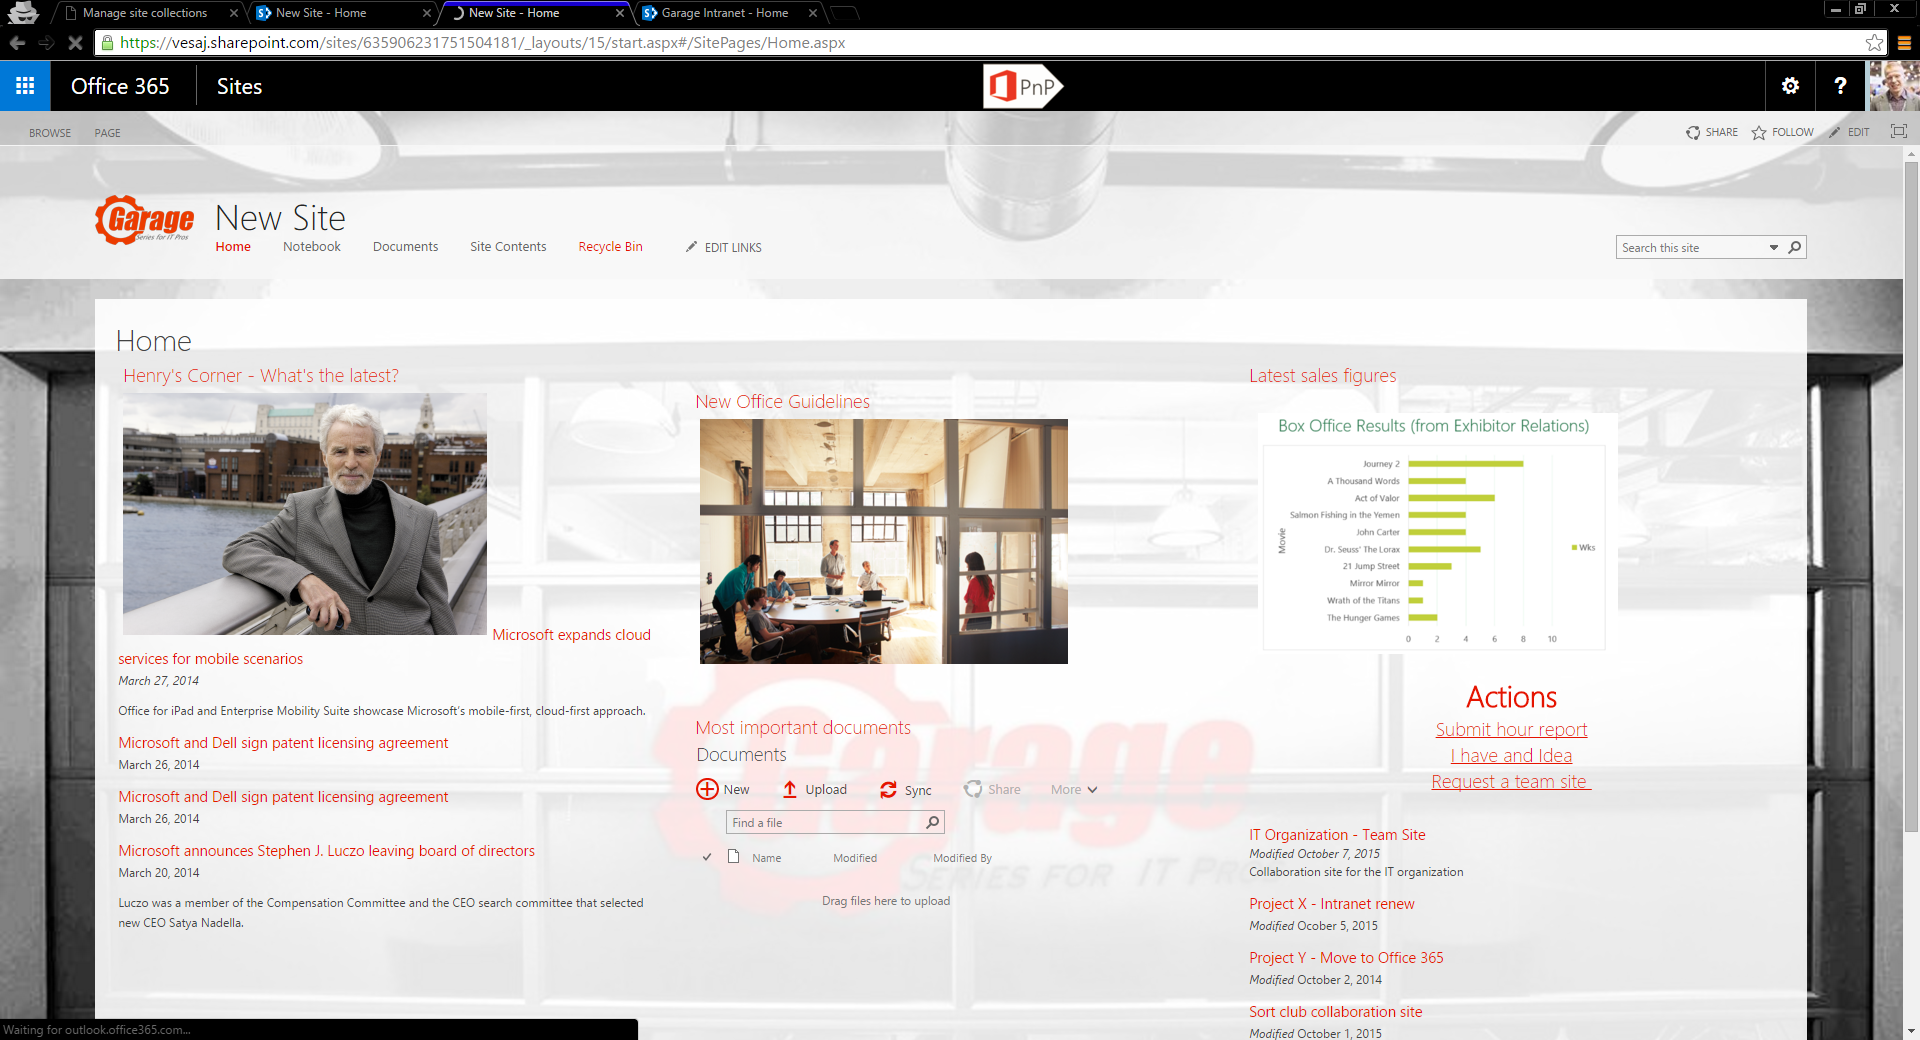 Manage site collections
New Site - Home
New Site - Home
Garage Intranet - Home
https://vesaj.sharepoint.com/sites/635906231751504181/_layouts/15/start.aspx#/SitePages/Home.aspx
Office 365
Sites
PnP
?
BROWSE
PAGE
SHARE
FOLLOW
EDIT
Garage
Series for IT Pros
New Site
Home
Notebook
Documents
Site Contents
Recycle Bin
EDIT LINKS
Search this site
Home
Henry's Corner - What's the latest?
Microsoft expands cloud
services for mobile scenarios
March 27, 2014
Office for iPad and Enterprise Mobility Suite showcase Microsoft's mobile-first, cloud-first approach.
Microsoft and Dell sign patent licensing agreement
March 26, 2014
Microsoft and Dell sign patent licensing agreement
March 26, 2014
Microsoft announces Stephen J. Luczo leaving board of directors
March 20, 2014
Luczo was a member of the Compensation Committee and the CEO search committee that selected
new CEO Satya Nadella.
New Office Guidelines
Most important documents
Documents
New
Upload
Sync
Share
More
Find a file
Name
Modified
Modified By
Drag files here to upload
Garage
SERIES FOR IT PROS
Latest sales figures
Box Office Results (from Exhibitor Relations)
Movie
Journey 2
A Thousand Words
Act of Valor
Salmon Fishing in the Yemen
John Carter
Dr. Seuss' The Lorax
21 Jump Street
Mirror Mirror
Wrath of the Titans
The Hunger Games
0 2 4 6 8 10
Wks
Actions
Submit hour report
I have and Idea
Request a team site
IT Organization - Team Site
Modified October 7, 2015
Collaboration site for the IT organization
Project X - Intranet renew
Modified Ocober 5, 2015
Project Y - Move to Office 365
Modified October 2, 2014
Sort club collaboration site
Modified October 1, 2015
Waiting for outlook.office365.com...